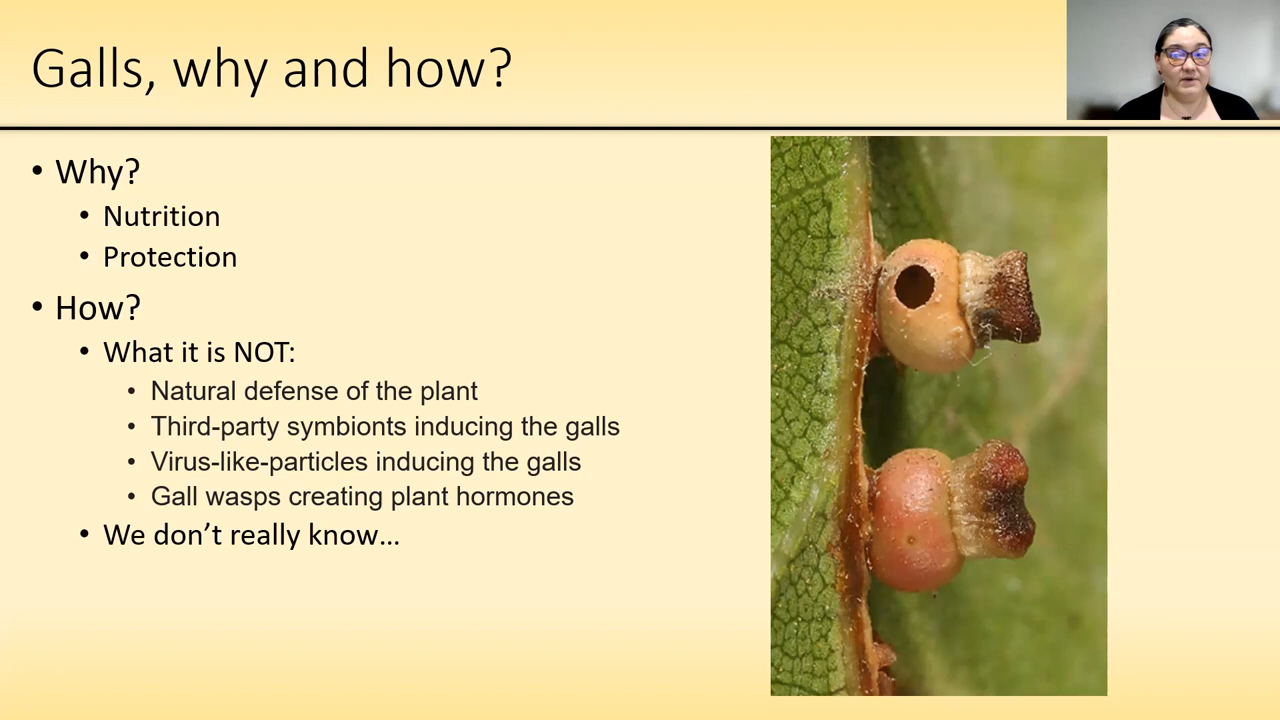 Galls, why and how?
• Why?
• Nutrition
• Protection
• How?
• What it is NOT:
• Natural defense of the plant
• Third-party symbionts inducing the galls
• Virus-like-particles inducing the galls
• Gall wasps creating plant hormones
• We don’t really know…